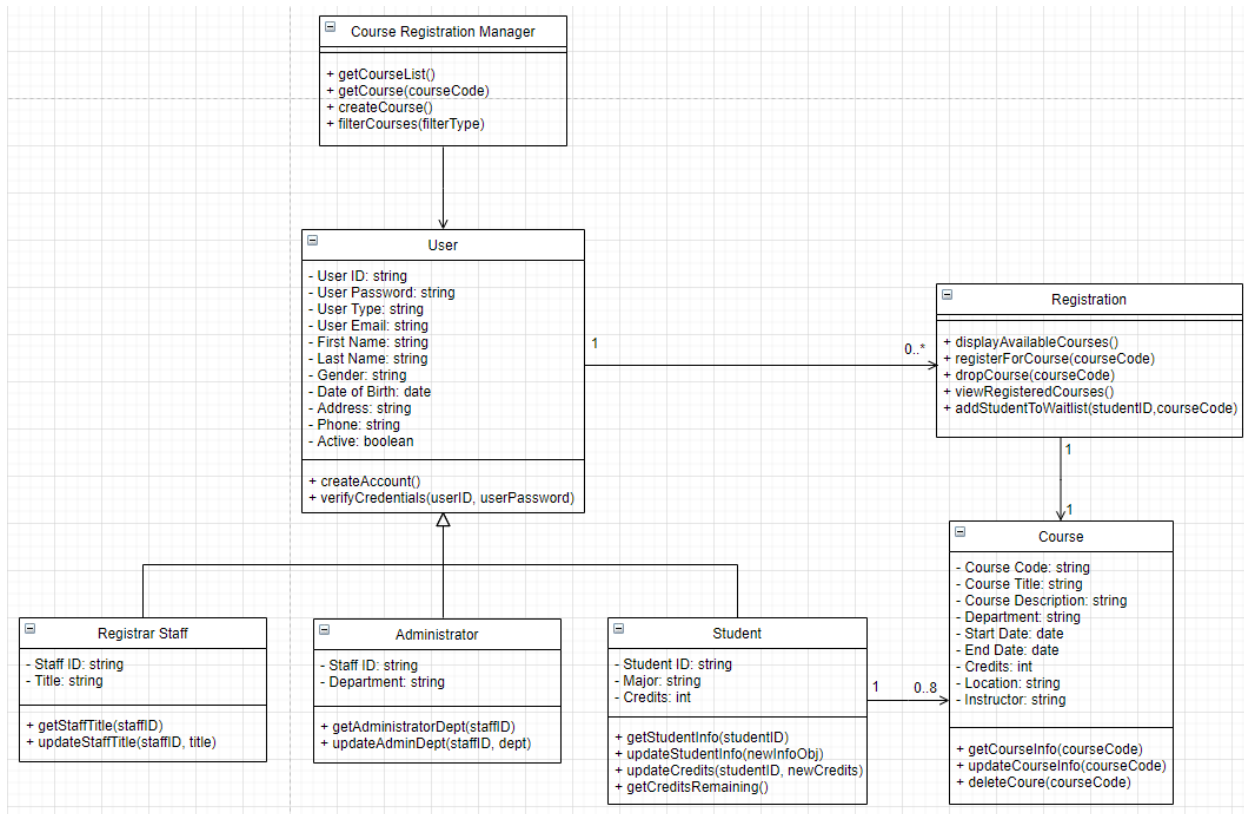 Course Registration Manager
+ getCourseList()
+ getCourse(courseCode)
+ createCourse()
+ filterCourses(filterType)
User
- User ID: string
- User Password: string
- User Type: string
- User Email: string
- First Name: string
- Last Name: string
- Gender: string
- Date of Birth: date
- Address: string
- Phone: string
- Active: boolean
+ createAccount()
+ verifyCredentials(userID, userPassword)
1
0..*
Registration
+ displayAvailableCourses()
+ registerForCourse(courseCode)
+ dropCourse(courseCode)
+ viewRegisteredCourses()
+ addStudentToWaitlist(studentID,courseCode)
1
1
Registrar Staff
- Staff ID: string
- Title: string
+ getStaffTitle(staffID)
+ updateStaffTitle(staffID, title)
Administrator
- Staff ID: string
- Department: string
+ getAdministratorDept(staffID)
+ updateAdminDept(staffID, dept)
Student
- Student ID: string
- Major: string
- Credits: int
+ getStudentInfo(studentID)
+ updateStudentInfo(newInfoObj)
+ updateCredits(studentID, newCredits)
+ getCreditsRemaining()
1
0..8
Course
- Course Code: string
- Course Title: string
- Course Description: string
- Department: string
- Start Date: date
- End Date: date
- Credits: int
- Location: string
- Instructor: string
+ getCourseInfo(courseCode)
+ updateCourseInfo(courseCode)
+ deleteCoure(courseCode)